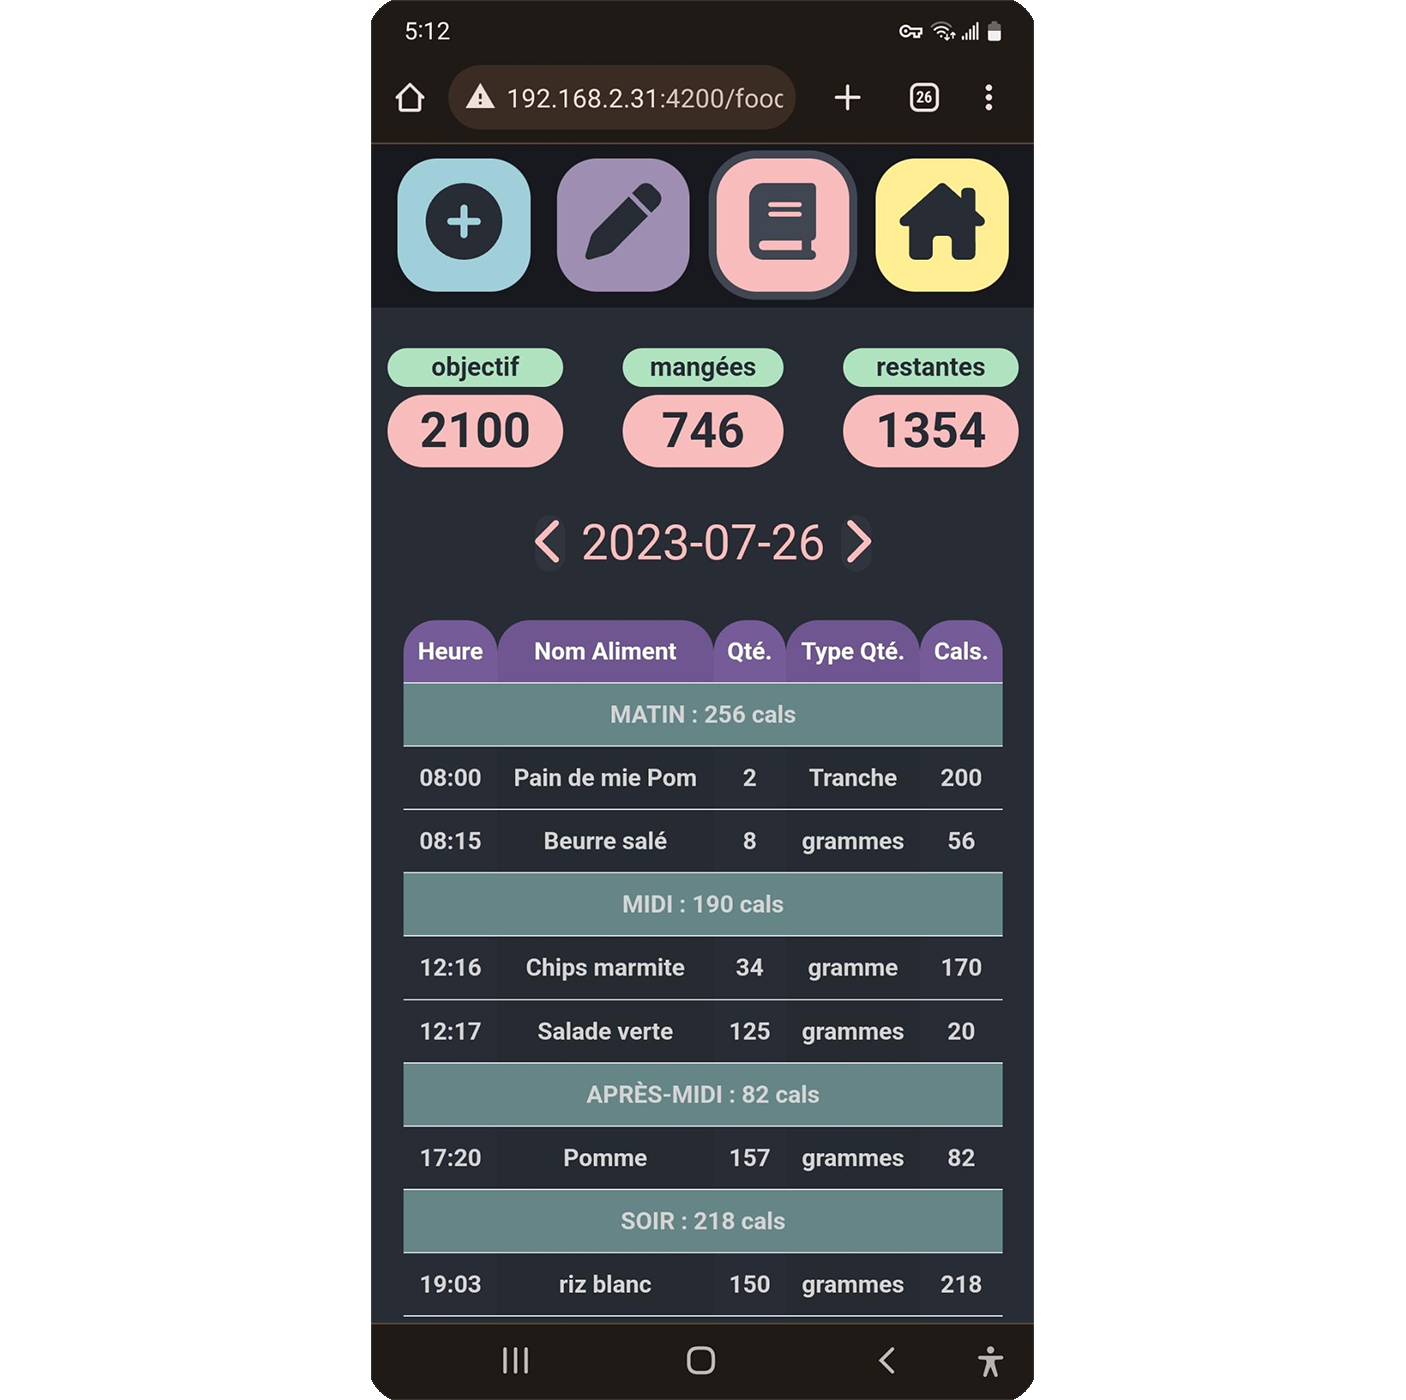 5:12
192.168.2.31:4200/food
26
objectif mangées restantes
2100 746 1354
2023-07-26
Heure Nom Aliment Qté. Type Qté. Cals.
MATIN : 256 cals
08:00 Pain de mie Pom 2 Tranche 200
08:15 Beurre salé 8 grammes 56
MIDI : 190 cals
12:16 Chips marmite 34 gramme 170
12:17 Salade verte 125 grammes 20
APRÈS-MIDI : 82 cals
17:20 Pomme 157 grammes 82
SOIR : 218 cals
19:03 riz blanc 150 grammes 218